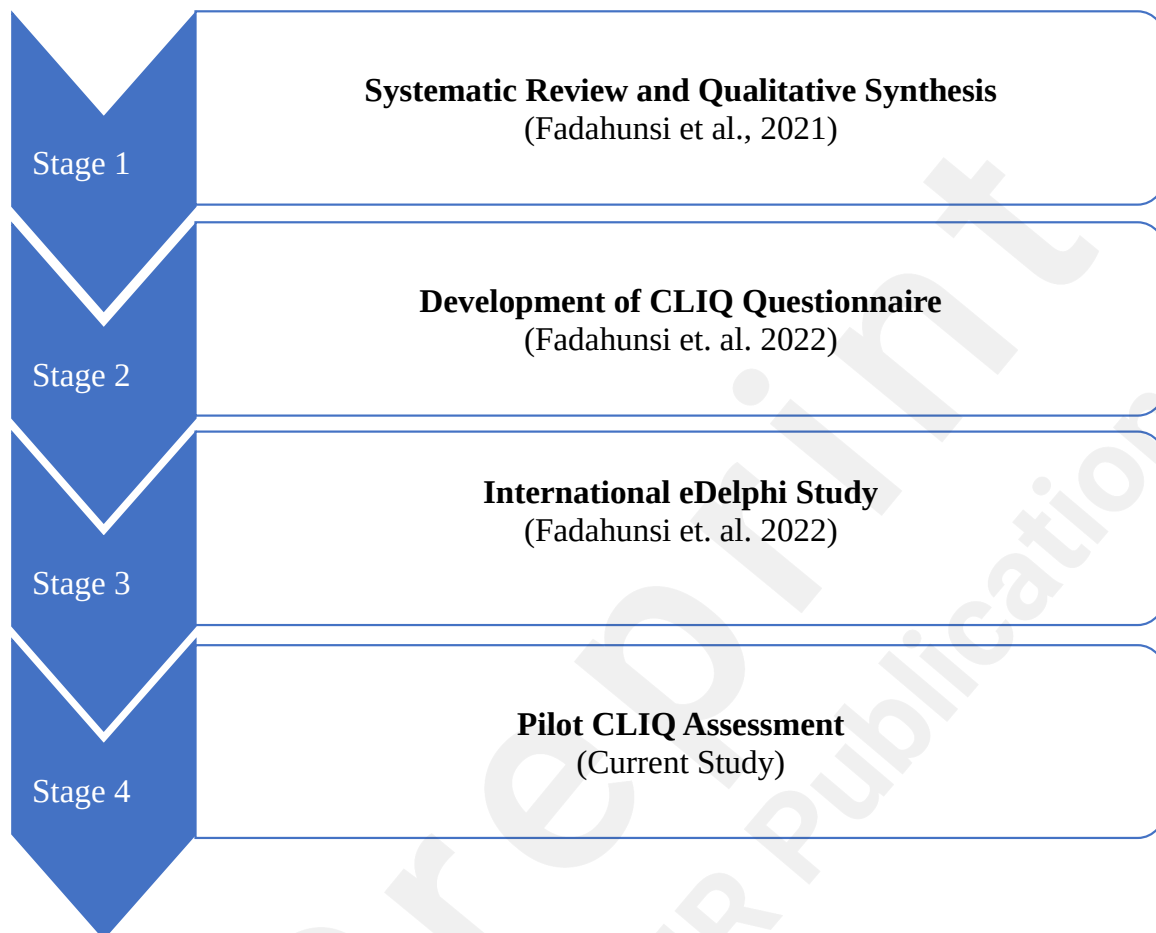 Stage 1
Systematic Review and Qualitative Synthesis
(Fadahunsi et al., 2021)
Stage 2
Development of CLIQ Questionnaire
(Fadahunsi et. al. 2022)
Stage 3
International eDelphi Study
(Fadahunsi et. al. 2022)
Stage 4
Pilot CLIQ Assessment
(Current Study)
Publication